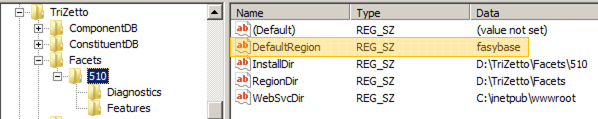 TriZetto
ComponentDB
ConstituentDB
Facets
510
Diagnostics
Features
Name Type Data
(Default) REG_SZ (value not set)
DefaultRegion REG_SZ fasybase
InstallDir REG_SZ D:\TriZetto\Facets\510
RegionDir REG_SZ D:\TriZetto\Facets
WebSvcDir REG_SZ C:\inetpub\wwwroot